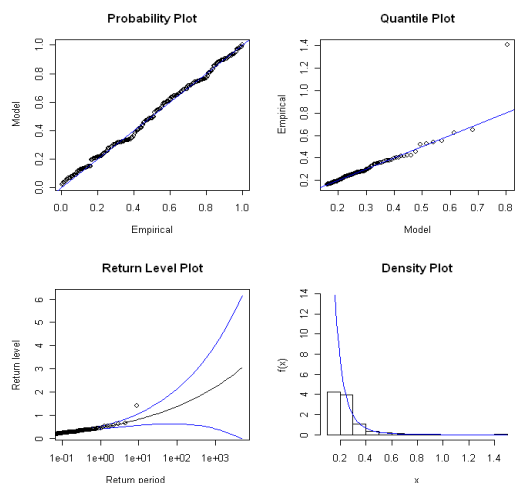 Probability Plot
Model
0.0 0.2 0.4 0.6 0.8 1.0
0.0 0.2 0.4 0.6 0.8 1.0
Empirical
Quantile Plot
Empirical
0.2 0.4 0.6 0.8 1.0 1.2 1.4
0.2 0.3 0.4 0.5 0.6 0.7 0.8
Model
Return Level Plot
Return level
0 1 2 3 4 5 6
1e-01 1e+00 1e+01 1e+02 1e+03
Return period
Density Plot
f(x)
0 2 4 6 8 10 12 14
0.2 0.4 0.6 0.8 1.0 1.4
x